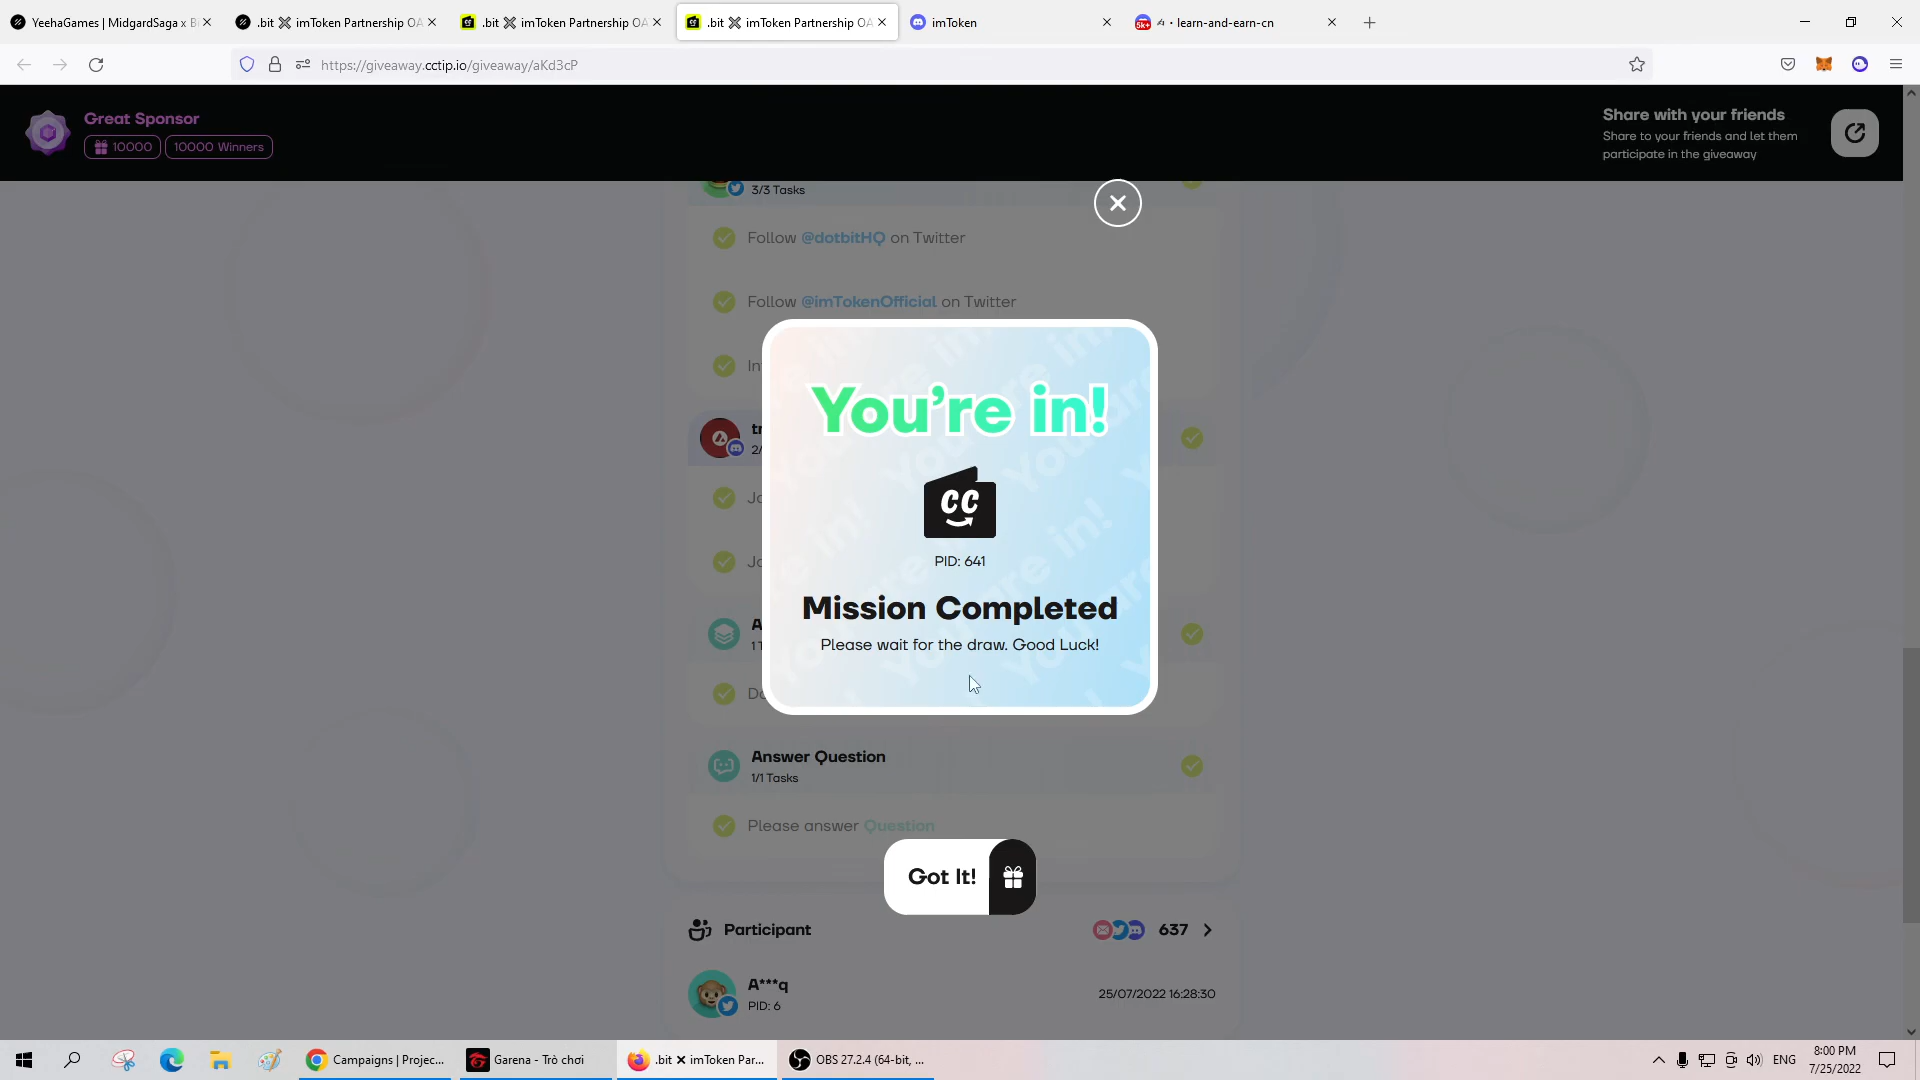 YeehaGames | MidgardSaga x B
.bit ✖ imToken Partnership OA
.bit ✖ imToken Partnership OA
.bit ✖ imToken Partnership OA
imToken
learn-and-earn-cn
5k+
https://giveaway.cctip.io/giveaway/aKd3cP
Great Sponsor
10000
10000 Winners
Share with your friends
Share to your friends and let them
participate in the giveaway
3/3 Tasks
Follow @dotbitHQ on Twitter
Follow @imTokenOfficial on Twitter
You're in!
CC
PID: 641
Mission Completed
Please wait for the draw. Good Luck!
Answer Question
1/1 Tasks
Please answer Question
Got It!
Participant
637
A***q
PID: 6
25/07/2022 16:28:30
Campaigns | Projec...
Garena - Trò chơi
.bit ✖ imToken Par...
OBS 27.2.4 (64-bit, ...
ENG
8:00 PM
7/25/2022